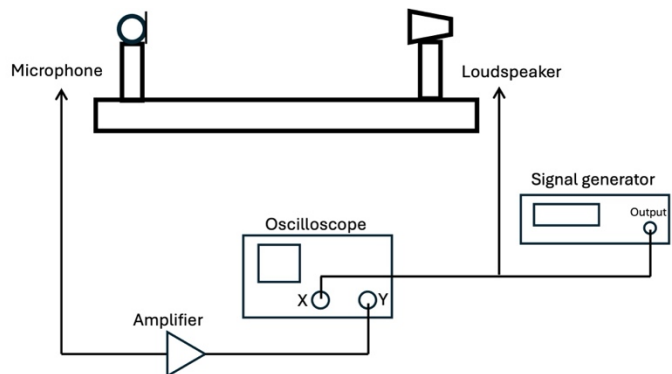 Microphone
Loudspeaker
Signal generator
Output
Oscilloscope
X Y
Amplifier